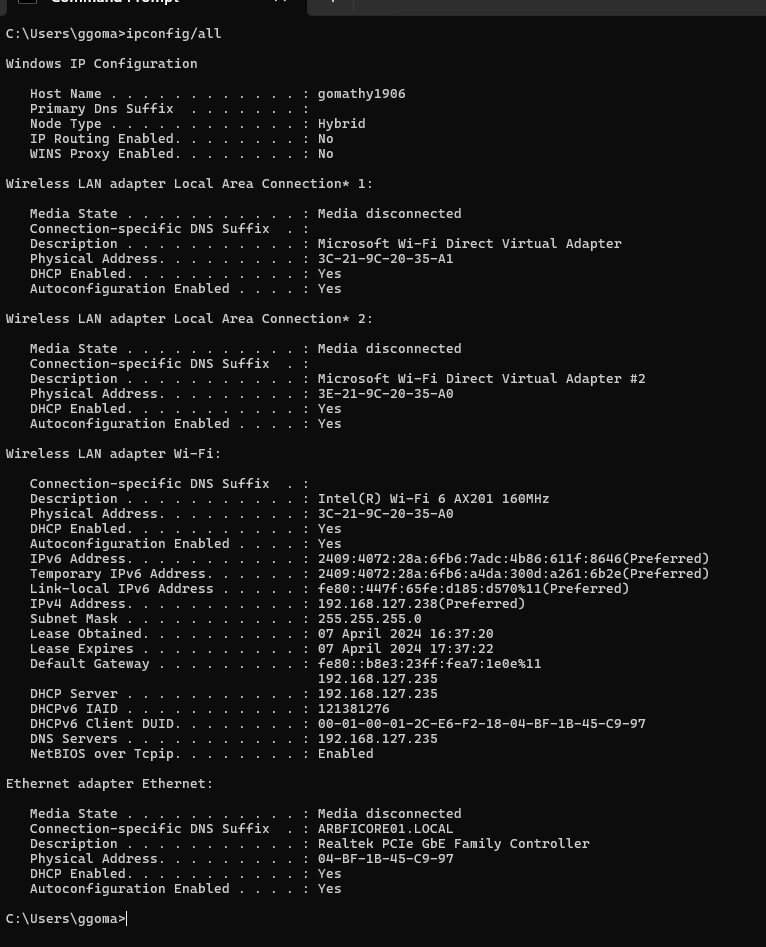 Command Prompt
C:\Users\ggoma>ipconfig/all
Windows IP Configuration
Host Name . . . . . . . . . . . . : gomathy1906
Primary Dns Suffix  . . . . . . . :
Node Type . . . . . . . . . . . . : Hybrid
IP Routing Enabled. . . . . . . . : No
WINS Proxy Enabled. . . . . . . . : No
Wireless LAN adapter Local Area Connection* 1:
Media State . . . . . . . . . . . : Media disconnected
Connection-specific DNS Suffix  . :
Description . . . . . . . . . . . : Microsoft Wi-Fi Direct Virtual Adapter
Physical Address. . . . . . . . . : 3C-21-9C-20-35-A1
DHCP Enabled. . . . . . . . . . . : Yes
Autoconfiguration Enabled . . . . : Yes
Wireless LAN adapter Local Area Connection* 2:
Media State . . . . . . . . . . . : Media disconnected
Connection-specific DNS Suffix  . :
Description . . . . . . . . . . . : Microsoft Wi-Fi Direct Virtual Adapter #2
Physical Address. . . . . . . . . : 3E-21-9C-20-35-A0
DHCP Enabled. . . . . . . . . . . : Yes
Autoconfiguration Enabled . . . . : Yes
Wireless LAN adapter Wi-Fi:
Connection-specific DNS Suffix  . :
Description . . . . . . . . . . . : Intel(R) Wi-Fi 6 AX201 160MHz
Physical Address. . . . . . . . . : 3C-21-9C-20-35-A0
DHCP Enabled. . . . . . . . . . . : Yes
Autoconfiguration Enabled . . . . : Yes
IPv6 Address. . . . . . . . . . . : 2409:4072:28a:6fb6:7adc:4b86:611f:8646(Preferred)
Temporary IPv6 Address. . . . . . : 2409:4072:28a:6fb6:a4da:300d:a261:6b2e(Preferred)
Link-local IPv6 Address . . . . . : fe80::447f:65fe:d185:d570%11(Preferred)
IPv4 Address. . . . . . . . . . . : 192.168.127.238(Preferred)
Subnet Mask . . . . . . . . . . . : 255.255.255.0
Lease Obtained. . . . . . . . . . : 07 April 2024 16:37:20
Lease Expires . . . . . . . . . . : 07 April 2024 17:37:22
Default Gateway . . . . . . . . . : fe80::b8e3:23ff:fea7:1e0e%11
192.168.127.235
DHCP Server . . . . . . . . . . . : 192.168.127.235
DHCPv6 IAID . . . . . . . . . . . : 121381276
DHCPv6 Client DUID. . . . . . . . : 00-01-00-01-2C-E6-F2-18-04-BF-1B-45-C9-97
DNS Servers . . . . . . . . . . . : 192.168.127.235
NetBIOS over Tcpip. . . . . . . . : Enabled
Ethernet adapter Ethernet:
Media State . . . . . . . . . . . : Media disconnected
Connection-specific DNS Suffix  . : ARBFICORE01.LOCAL
Description . . . . . . . . . . . : Realtek PCIe GbE Family Controller
Physical Address. . . . . . . . . : 04-BF-1B-45-C9-97
DHCP Enabled. . . . . . . . . . . : Yes
Autoconfiguration Enabled . . . . : Yes
C:\Users\ggoma>